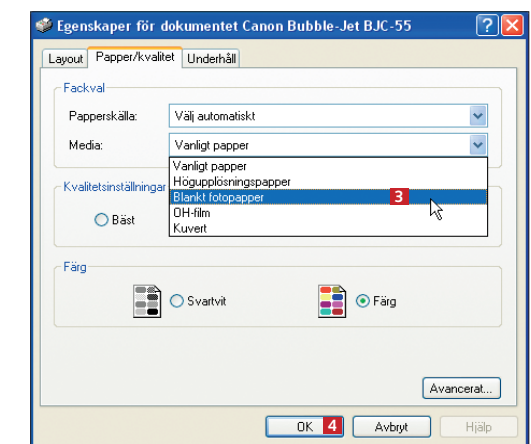 Egenskaper för dokumentet Canon Bubble-Jet BJC-55
Layout Papper/kvalitet Underhåll
Fackval
Papperskälla: Välj automatiskt
Media: Vanligt papper
Vanligt papper
Högupplösningspapper
Kvalitetsinställningar Blankt fotopapper 3
OH-film
Bäst
Kuvert
Färg
Svartvit Färg
Avancerat...
OK 4 Avbryt Hjälp